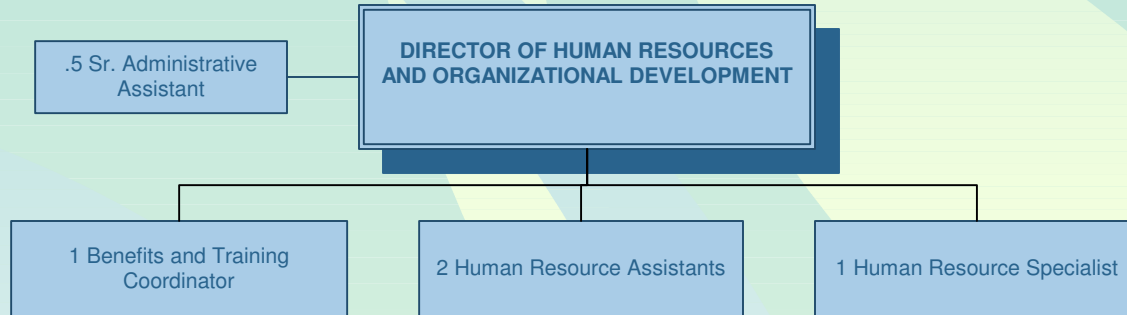 .5 Sr. Administrative
Assistant
DIRECTOR OF HUMAN RESOURCES
AND ORGANIZATIONAL DEVELOPMENT
1 Benefits and Training
Coordinator
2 Human Resource Assistants
1 Human Resource Specialist